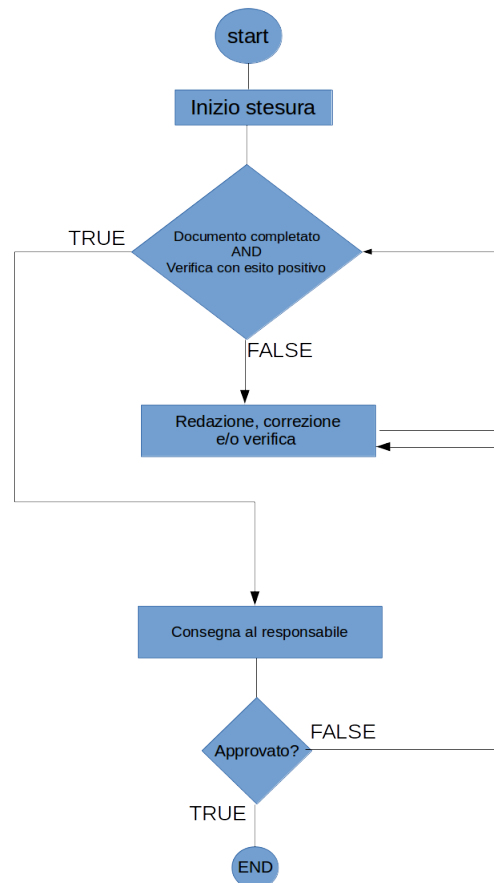 start
Inizio stesura
TRUE
Documento completato
AND
Verifica con esito positivo
FALSE
Redazione, correzione
e/o verifica
Consegna al responsabile
Approvato?
FALSE
TRUE
END